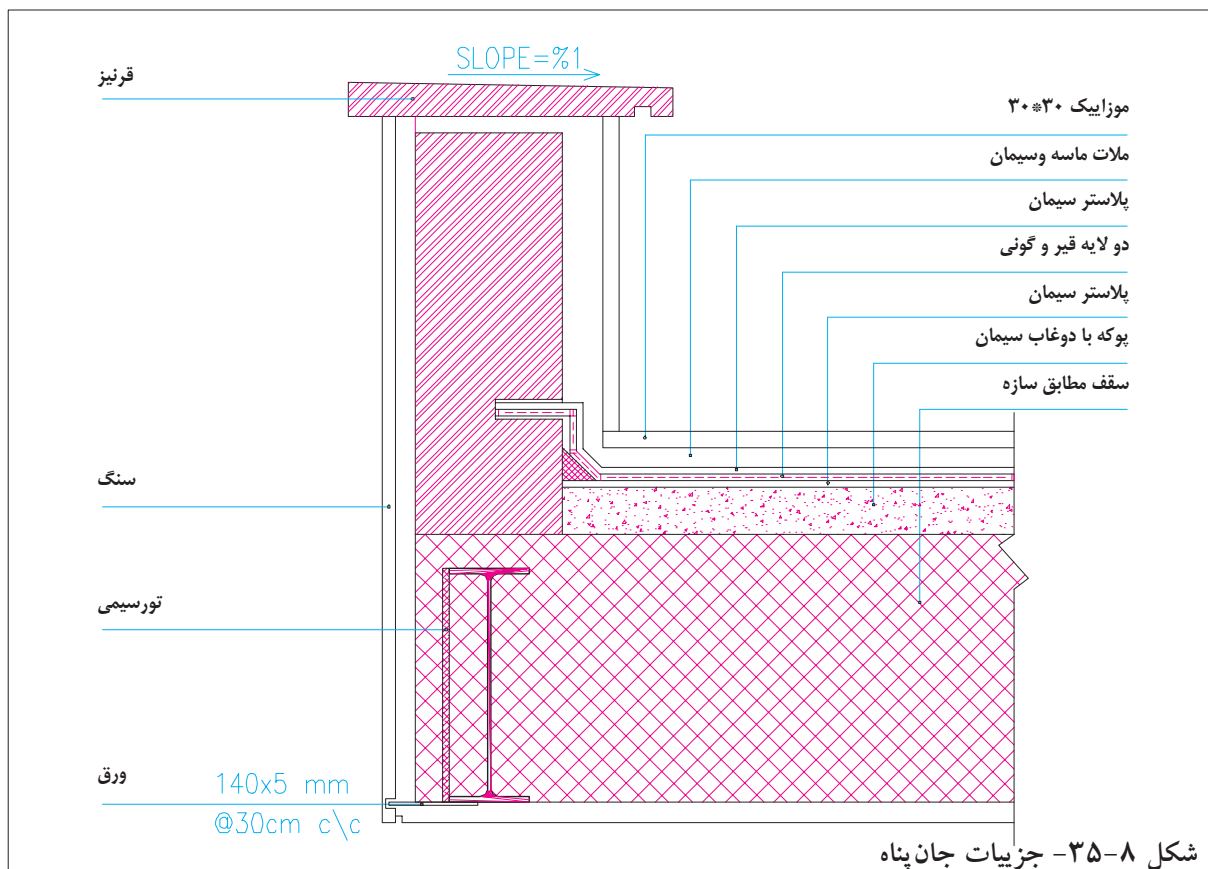 SLOPE=%1
قرنیز
موزاییک ۳۰*۳۰
ملات ماسه وسیمان
پلاستر سیمان
دو لایه قیر و گونی
پلاستر سیمان
پوکه با دوغاب سیمان
سقف مطابق سازه
سنگ
تورسیمی
ورق
140x5 mm
@30cm c\c
شکل ۸-۳۵- جزییات جان‌پناه